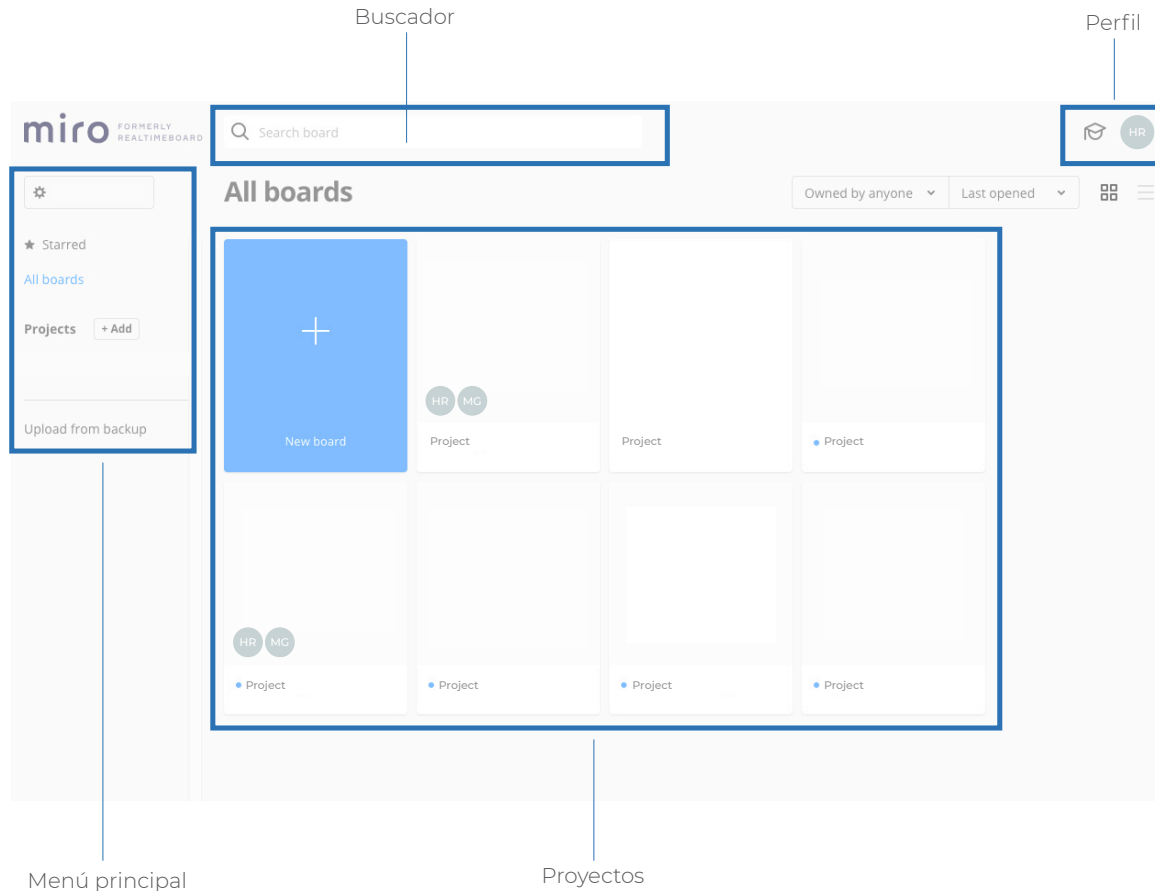 Buscador
Perfil
miro FORMERLY
REALTIMEBOARD
Search board
HR
All boards
Owned by anyone
Last opened
Starred
All boards
Projects + Add
Upload from backup
New board
HR MG
Project
Project
Project
HR MG
Project
Project
Project
Project
Menú principal
Proyectos